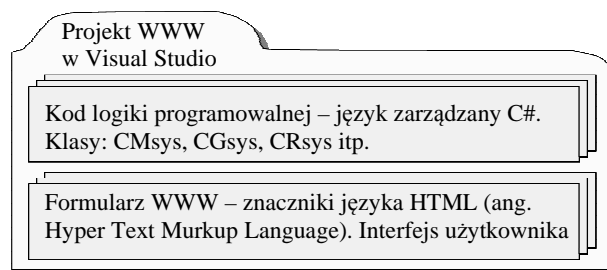 Projekt WWW
w Visual Studio
Kod logiki programowalnej – język zarządzany C#.
Klasy: CMsys, CGsys, CRsys itp.
Formularz WWW – znaczniki języka HTML (ang.
Hyper Text Murkup Language). Interfejs użytkownika